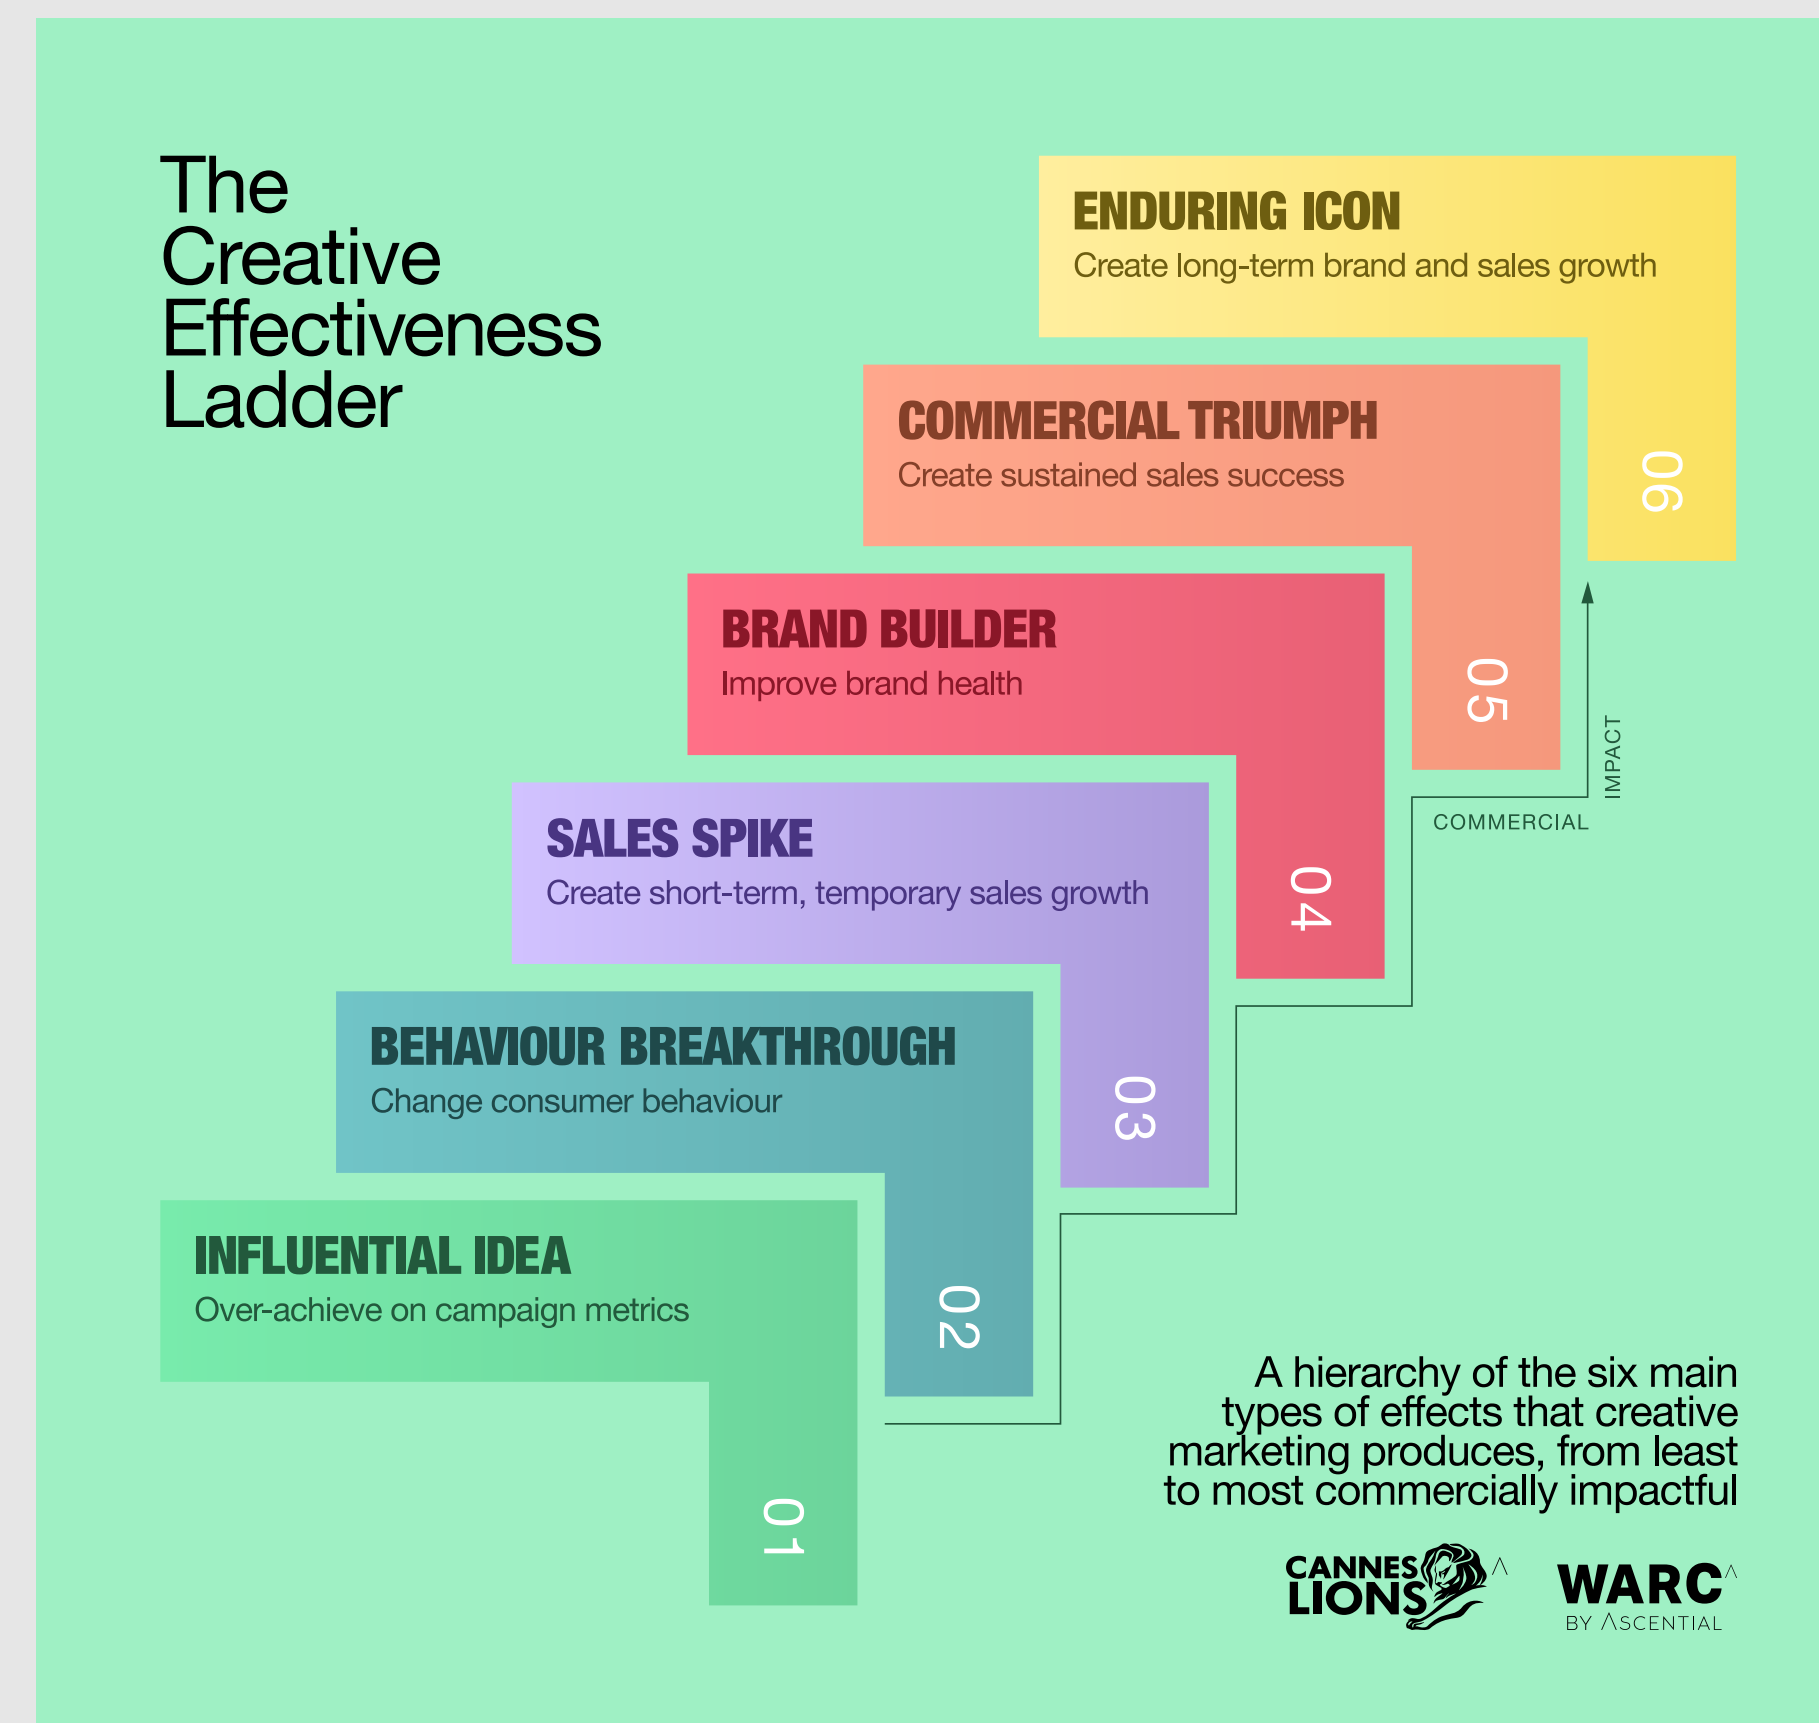 The
Creative
Effectiveness
Ladder
ENDURING ICON
Create long-term brand and sales growth
06
COMMERCIAL TRIUMPH
Create sustained sales success
05
BRAND BUILDER
Improve brand health
04
SALES SPIKE
Create short-term, temporary sales growth
03
BEHAVIOUR BREAKTHROUGH
Change consumer behaviour
02
INFLUENTIAL IDEA
Over-achieve on campaign metrics
01
COMMERCIAL
IMPACT
A hierarchy of the six main
types of effects that creative
marketing produces, from least
to most commercially impactful
CANNES
LIONS
WARC
BY ASCENTIAL